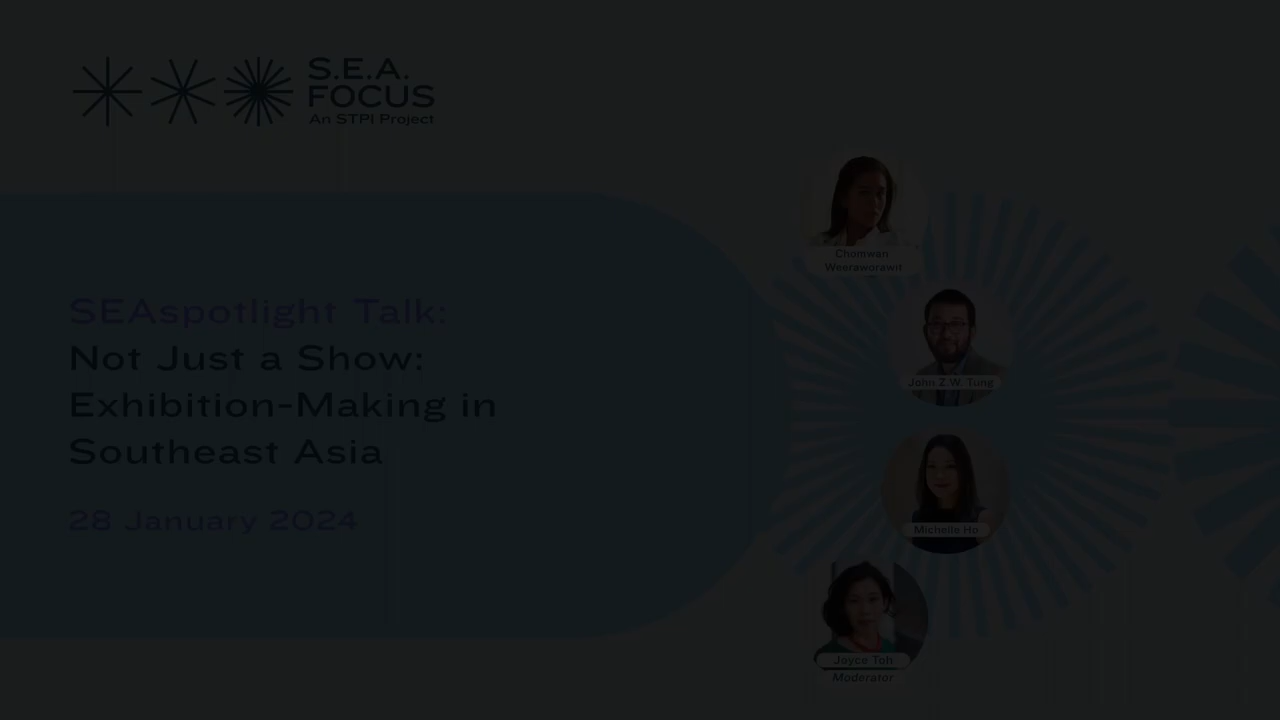 S.E.A.
FOCUS
An STPI Project
SEAspotlight Talk:
Not Just a Show:
Exhibition-Making in
Southeast Asia
28 January 2024
Chomwan
Weeraworawit
John Z.W. Tung
Michelle Ho
Joyce Toh
Moderator